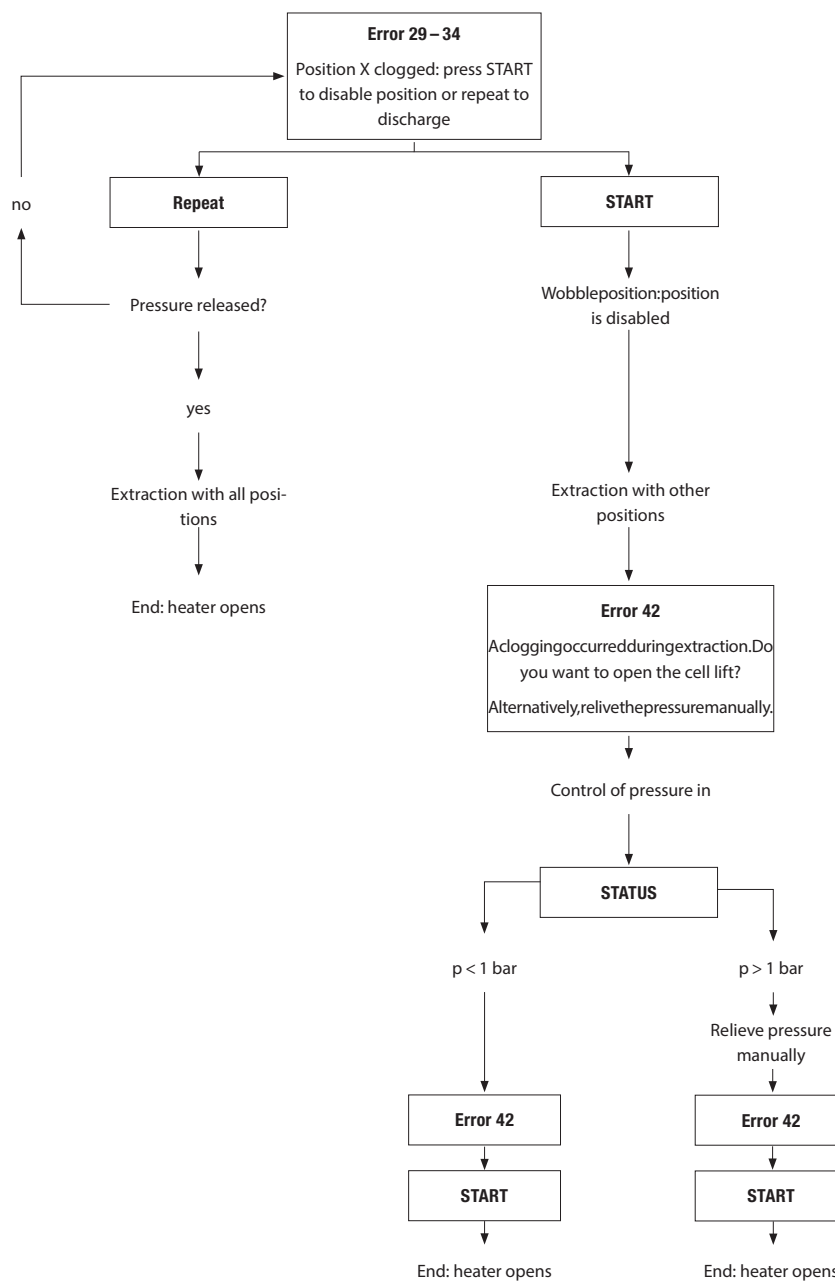 Error 29 – 34
Position X clogged: press START
to disable position or repeat to
discharge
no
Repeat
START
Pressure released?
Wobbleposition:position
is disabled
yes
Extraction with all posi-
tions
Extraction with other
positions
End: heater opens
Error 42
Acloggingoccurredduringextraction.Do
you want to open the cell lift?
Alternatively,relivethepressuremanually.
Control of pressure in
STATUS
p < 1 bar
p > 1 bar
Relieve pressure
manually
Error 42
Error 42
START
START
End: heater opens
End: heater opens